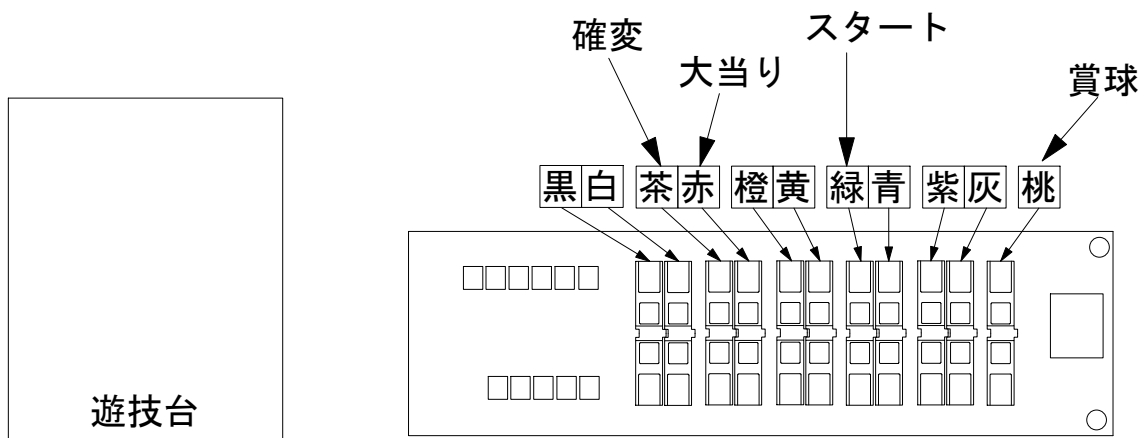 スタート
確変
大当り
賞球
黒白 茶赤 橙黄 緑青 紫灰 桃
遊技台